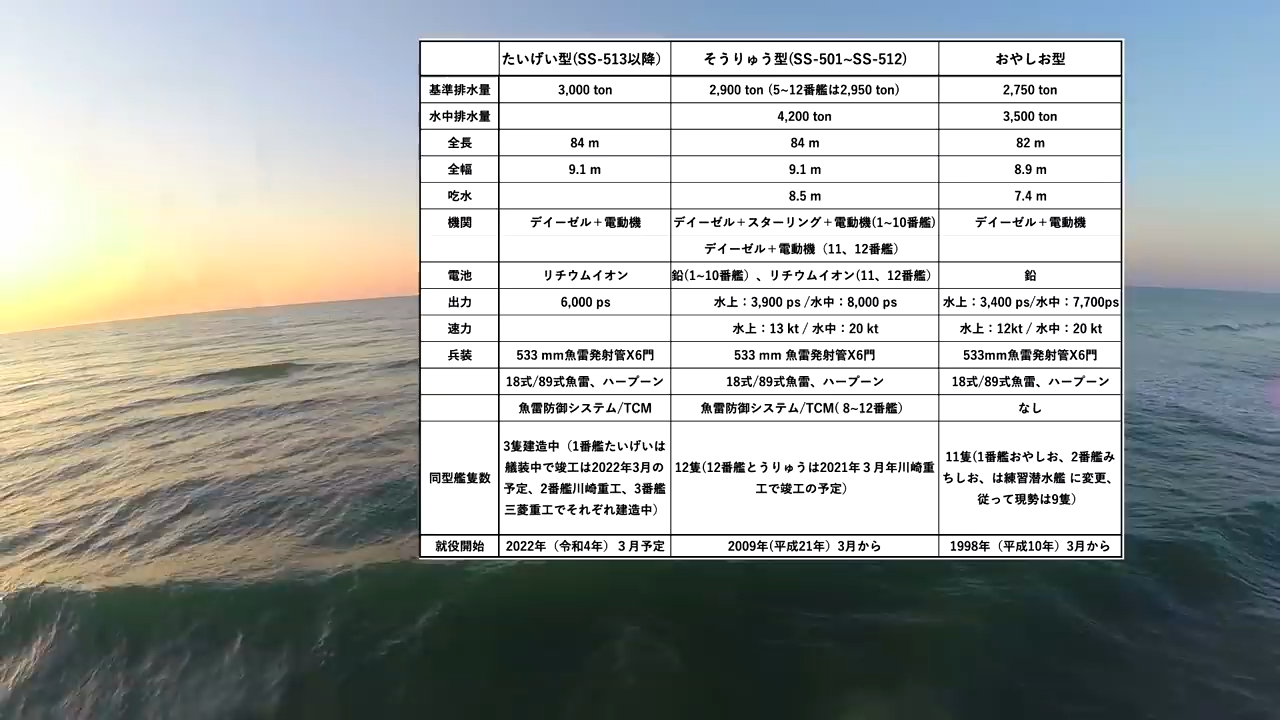 たいげい型(SS-513以降) そうりゅう型(SS-501~SS-512) おやしお型
基準排水量 3,000 ton 2,900 ton (5~12番艦は2,950 ton) 2,750 ton
水中排水量 4,200 ton 3,500 ton
全長 84 m 84 m 82 m
全幅 9.1 m 9.1 m 8.9 m
吃水 8.5 m 7.4 m
機関 デイーゼル＋電動機 デイーゼル＋スターリング＋電動機(1~10番艦) デイーゼル＋電動機
デイーゼル＋電動機（11、12番艦）
電池 リチウムイオン 鉛(1~10番艦）、リチウムイオン(11、12番艦） 鉛
出力 6,000 ps 水上：3,900 ps /水中：8,000 ps 水上：3,400 ps/水中：7,700ps
速力 水上：13 kt / 水中：20 kt 水上：12kt / 水中：20 kt
兵装 533 mm魚雷発射管X6門 533 mm 魚雷発射管X6門 533mm魚雷発射管X6門
18式/89式魚雷、ハープーン 18式/89式魚雷、ハープーン 18式/89式魚雷、ハープーン
魚雷防御システム/TCM 魚雷防御システム/TCM( 8~12番艦） なし
同型艦隻数
3隻建造中（1番艦たいげいは
艤装中で竣工は2022年3月の
予定、2番艦川崎重工、3番艦
三菱重工でそれぞれ建造中）
12隻(12番艦とうりゅうは2021年３月年川崎重
工で竣工の予定）
11隻(1番艦おやしお、2番艦み
ちしお、は練習潜水艦 に変更、
従って現勢は9隻）
就役開始 2022年（令和4年）３月予定 2009年(平成21年）3月から 1998年（平成10年）3月から